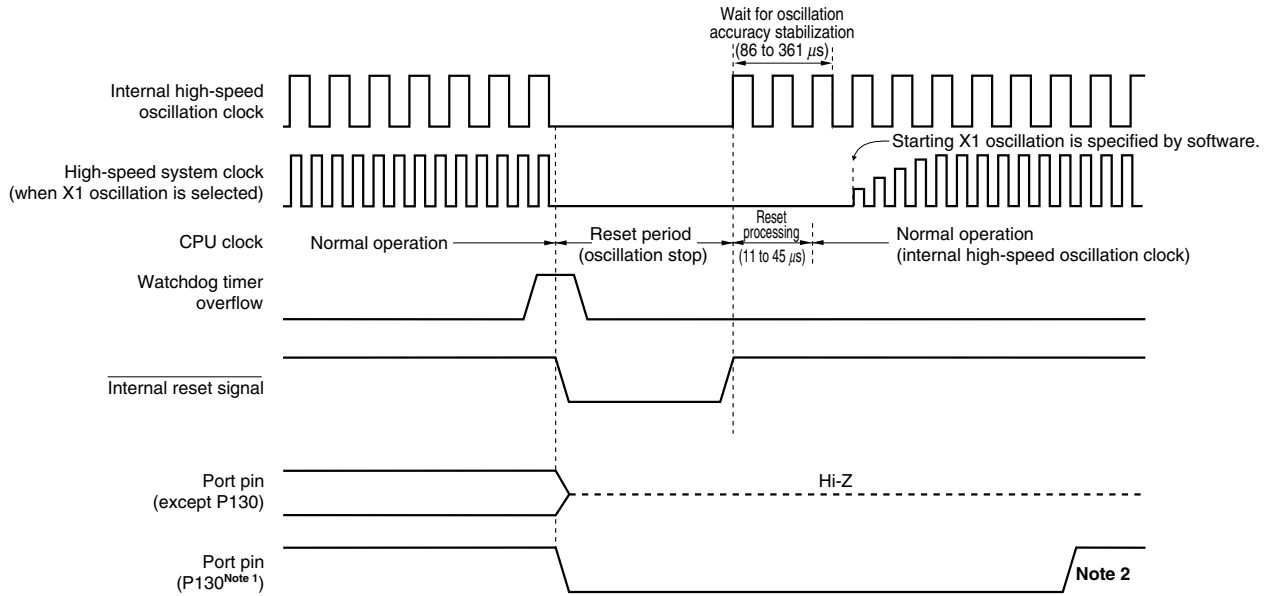 Wait for oscillation
accuracy stabilization
(86 to 361 μs)
Internal high-speed
oscillation clock
Starting X1 oscillation is specified by software.
High-speed system clock
(when X1 oscillation is selected)
CPU clock
Normal operation
Reset period
(oscillation stop)
Reset
processing
(11 to 45 μs)
Normal operation
(internal high-speed oscillation clock)
Watchdog timer
overflow
Internal reset signal
Port pin
(except P130)
Hi-Z
Port pin
(P130Note 1)
Note 2